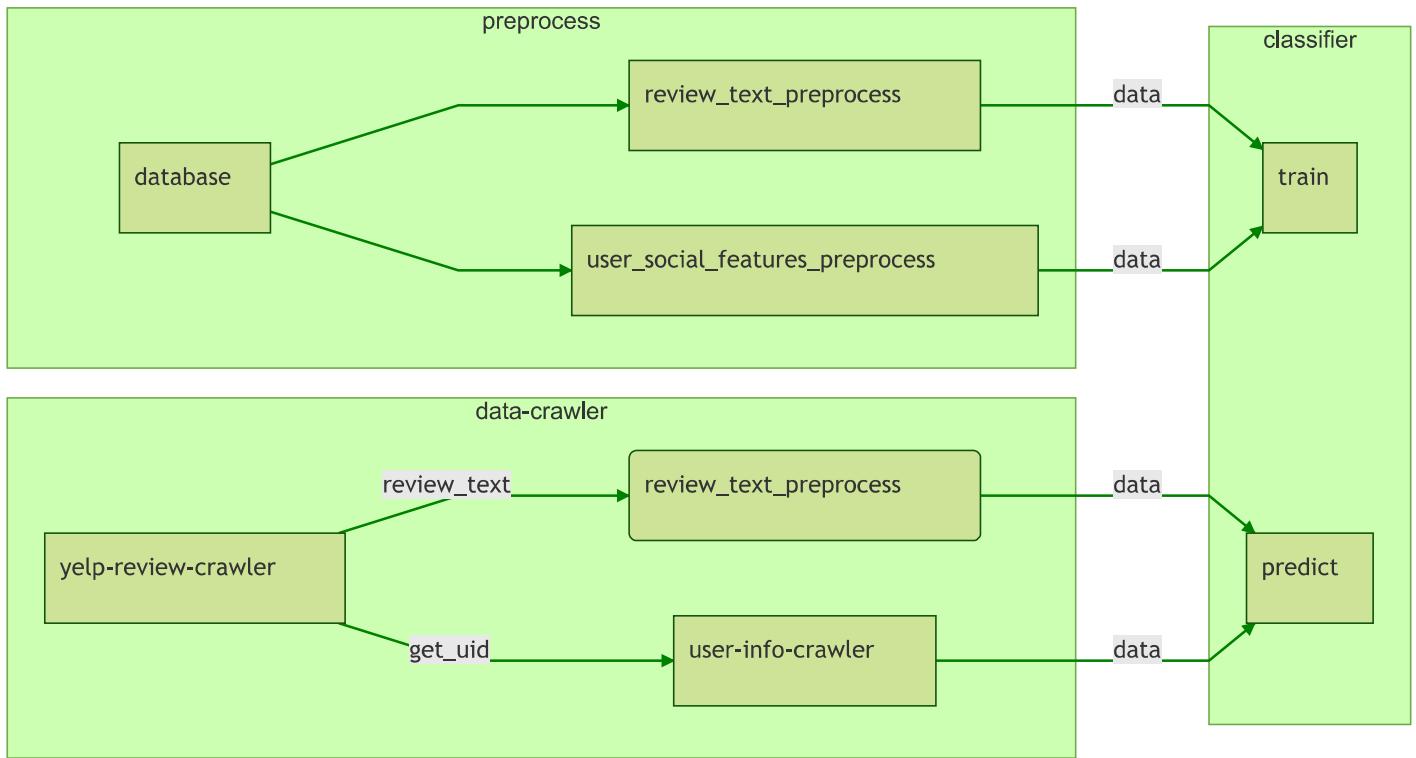 preprocess
classifier
review_text_preprocess
data
database
train
user_social_features_preprocess
data
data-crawler
review_text
review_text_preprocess
data
yelp-review-crawler
predict
get_uid
user-info-crawler
data